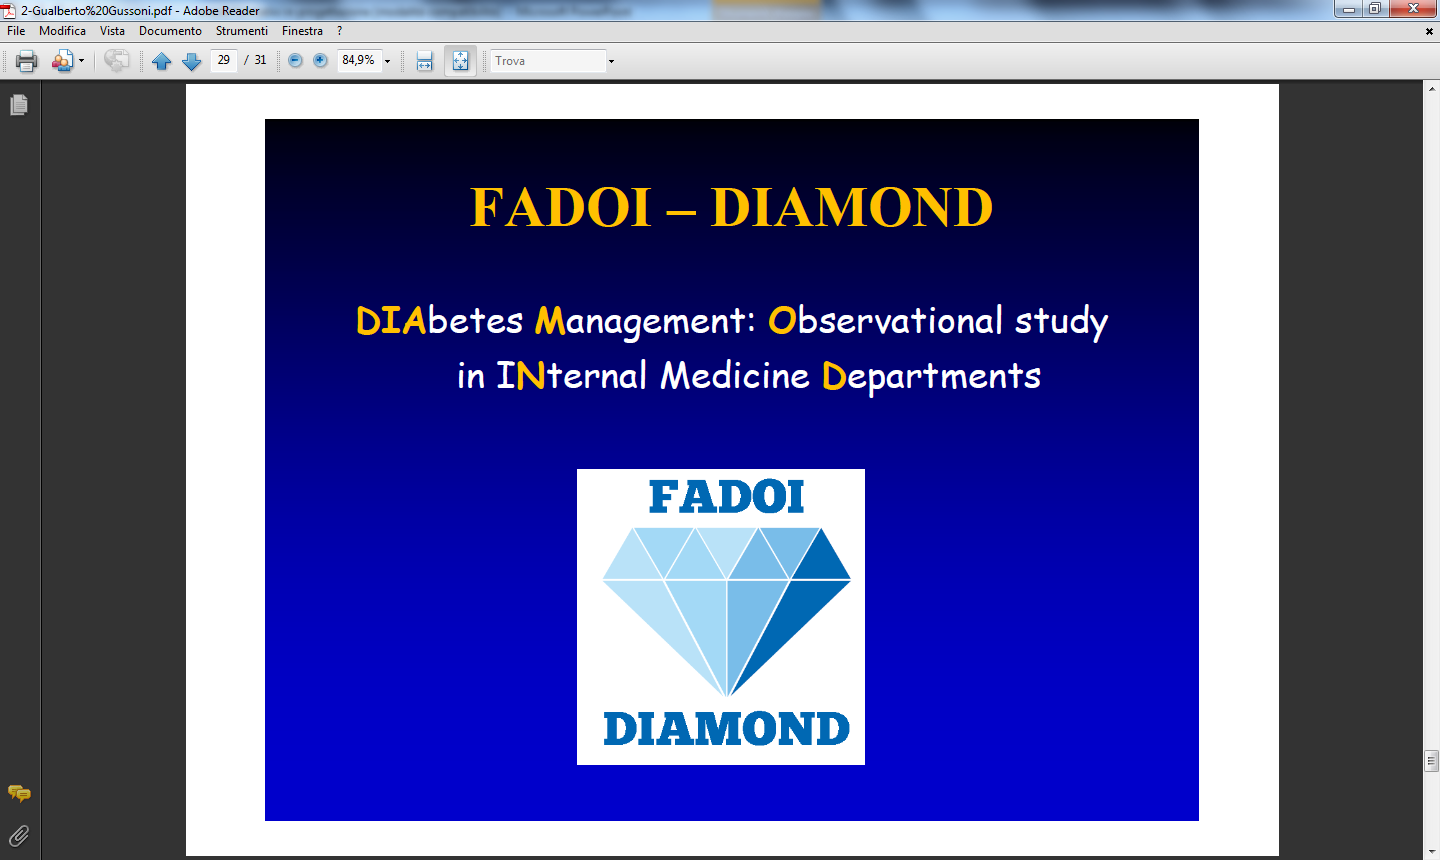 2-Gualberto%20Gussoni.pdf - Adobe Reader
File Modifica Vista Documento Strumenti Finestra ?
29 / 31 84,9% Trova
FADOI – DIAMOND
DIAbetes Management: Observational study
in INternal Medicine Departments
FADOI
DIAMOND